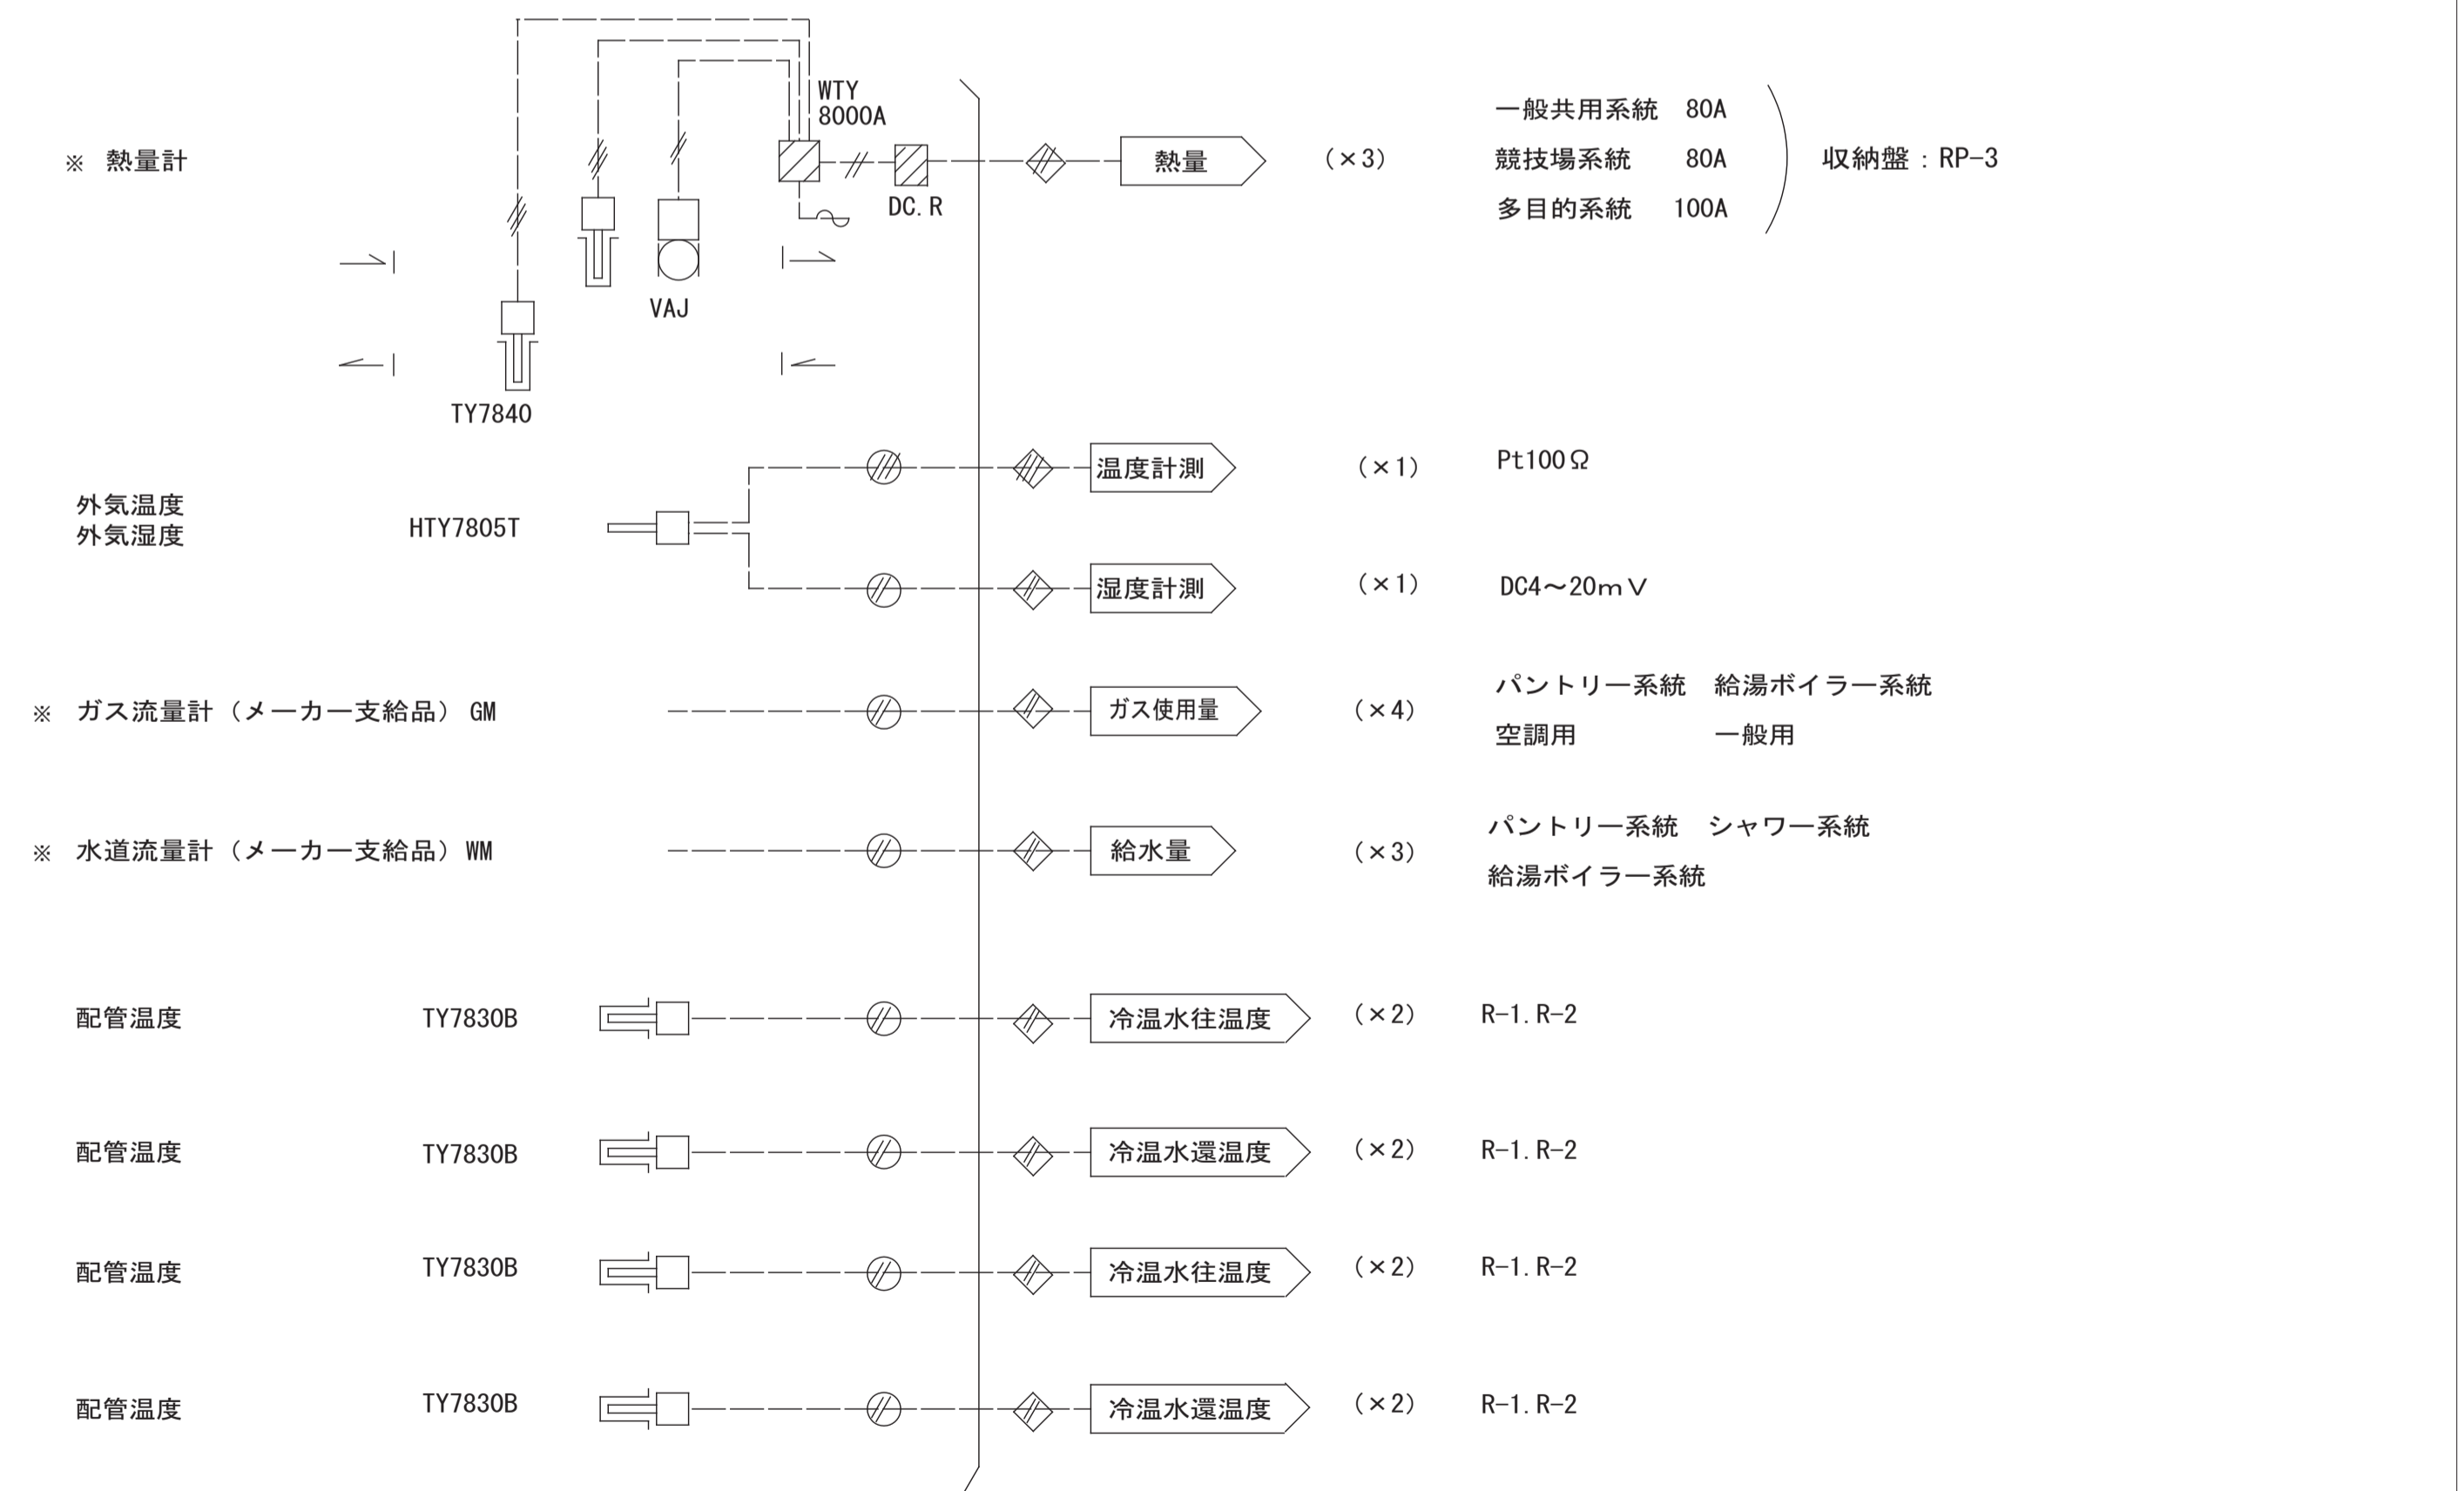 WTY
8000A
※ 熱量計
DC.R
熱量
(×3)
一般共用系統 80A
競技場系統 80A
多目的系統 100A
収納盤：RP-3
VAJ
TY7840
外気温度
外気湿度
HTY7805T
温度計測
(×1)
Pt100Ω
湿度計測
(×1)
DC4～20mV
※ ガス流量計（メーカー支給品）GM
ガス使用量
(×4)
パントリー系統 給湯ボイラー系統
空調用 一般用
※ 水道流量計（メーカー支給品）WM
給水量
(×3)
パントリー系統 シャワー系統
給湯ボイラー系統
配管温度 TY7830B 冷温水往温度 (×2) R-1.R-2
配管温度 TY7830B 冷温水還温度 (×2) R-1.R-2
配管温度 TY7830B 冷温水往温度 (×2) R-1.R-2
配管温度 TY7830B 冷温水還温度 (×2) R-1.R-2